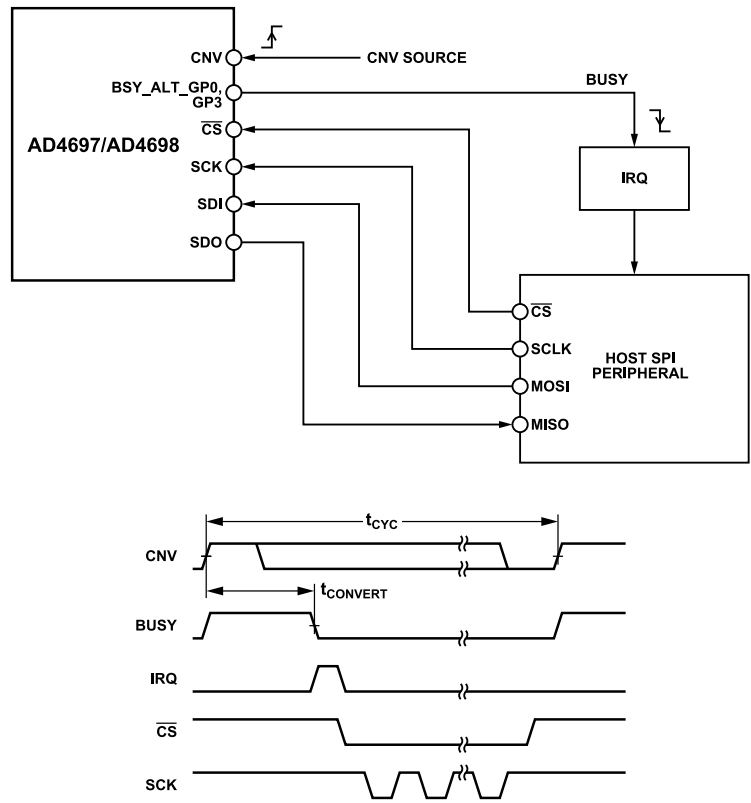 CNV
CNV SOURCE
BSY_ALT_GP0,
GP3
BUSY
CS
AD4697/AD4698
SCK
IRQ
SDI
SDO
CS
SCLK
HOST SPI
PERIPHERAL
MOSI
MISO
tCYC
CNV
tCONVERT
BUSY
IRQ
CS
SCK